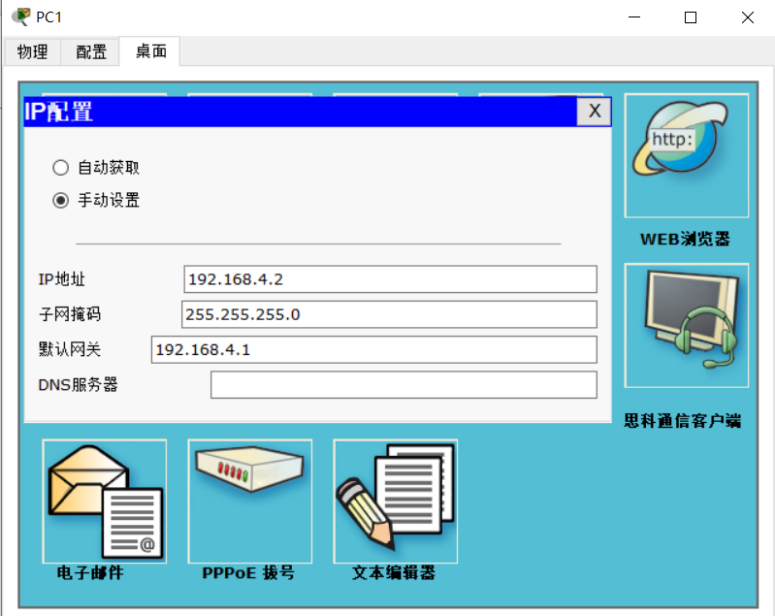 PC1
物理 配置 桌面
IP配置 X
自动获取
手动设置
IP地址 192.168.4.2
子网掩码 255.255.255.0
默认网关 192.168.4.1
DNS服务器
http:
WEB浏览器
思科通信客户端
@
电子邮件 PPPoE 拨号 文本编辑器